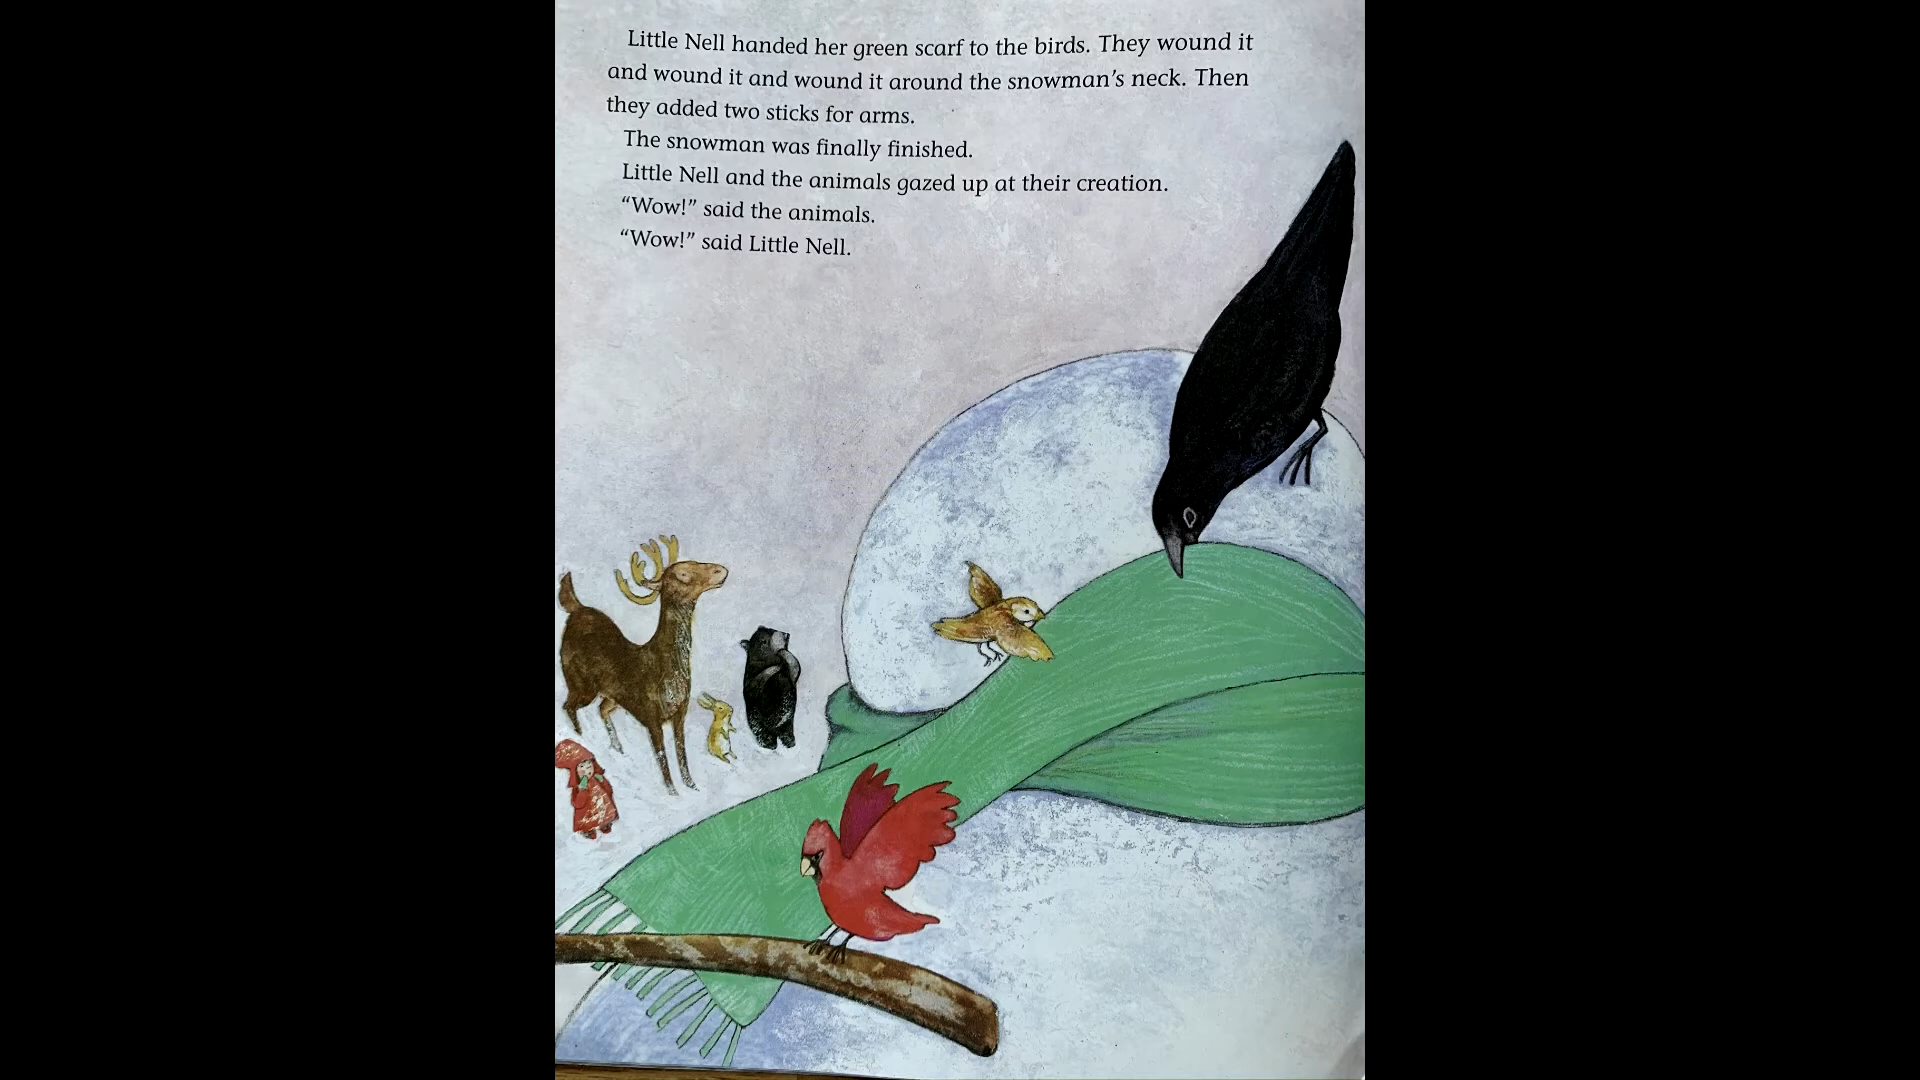 Little Nell handed her green scarf to the birds. They wound it
and wound it and wound it around the snowman's neck. Then
they added two sticks for arms.
The snowman was finally finished.
Little Nell and the animals gazed up at their creation.
“Wow!” said the animals.
“Wow!” said Little Nell.